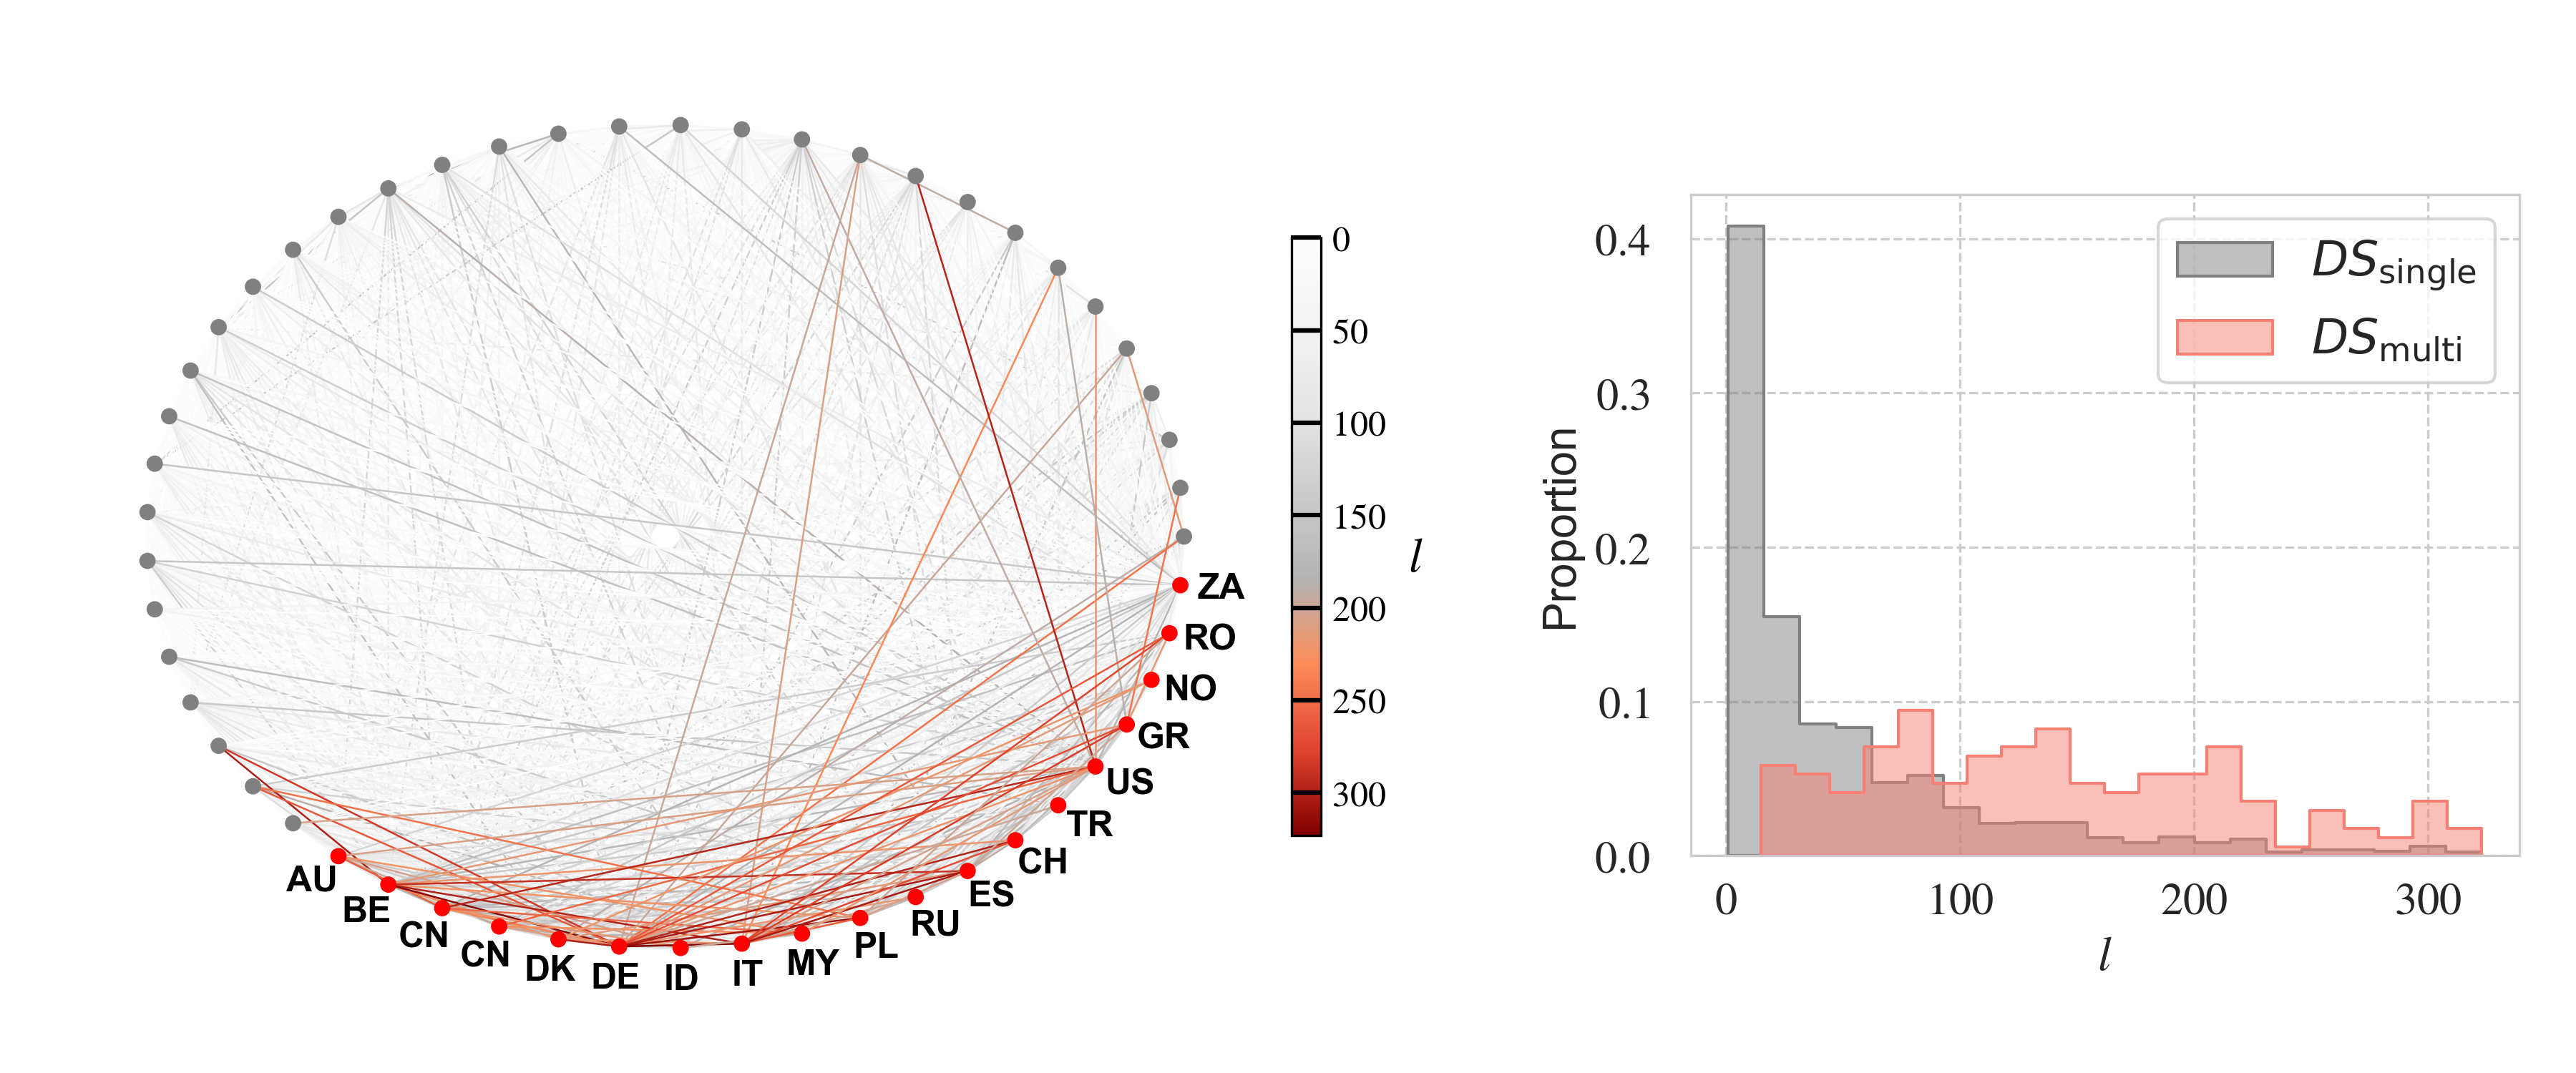 ZA
RO
NO
GR
US
TR
CH
ES
RU
PL
MY
IT
ID
DE
DK
CN
CN
BE
AU
0
50
100
150
200
250
300
l
Proportion
0.4
0.3
0.2
0.1
0.0
0 100 200 300
l
DSsingle
DSmulti